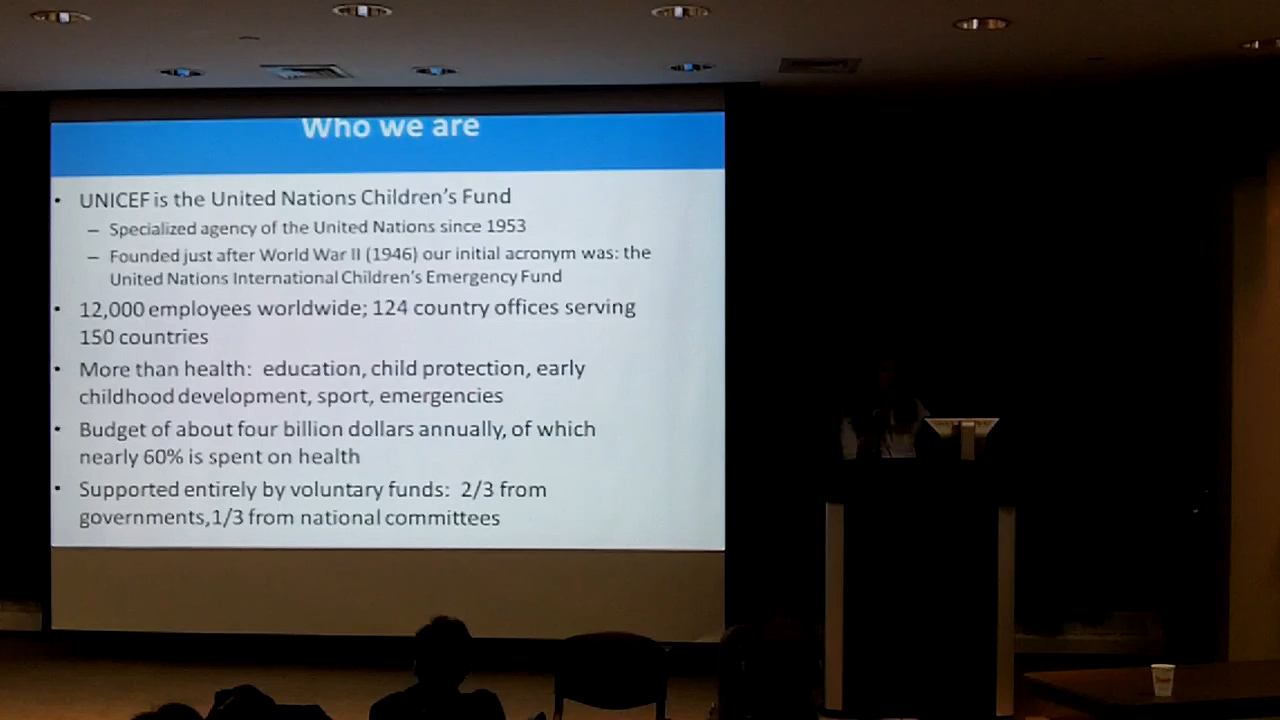 Who we are
• UNICEF is the United Nations Children's Fund
– Specialized agency of the United Nations since 1953
– Founded just after World War II (1946) our initial acronym was: the
United Nations International Children's Emergency Fund
• 12,000 employees worldwide; 124 country offices serving
150 countries
• More than health: education, child protection, early
childhood development, sport, emergencies
• Budget of about four billion dollars annually, of which
nearly 60% is spent on health
• Supported entirely by voluntary funds: 2/3 from
governments,1/3 from national committees